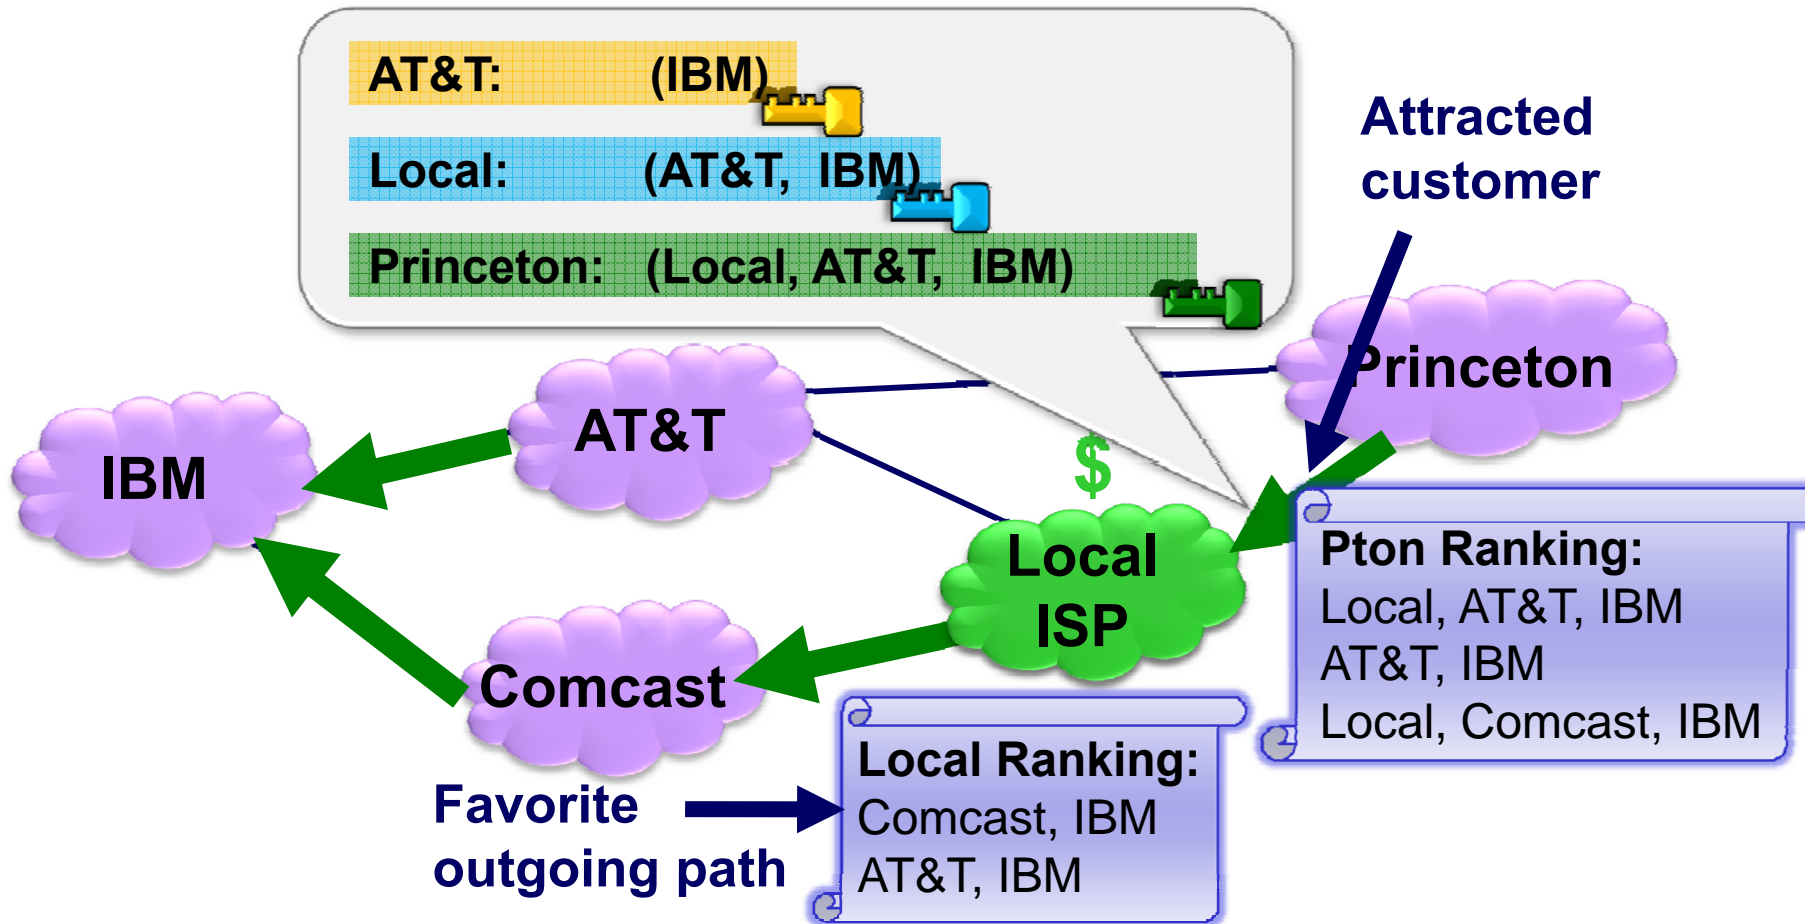 AT&T: (IBM)
Local: (AT&T, IBM)
Princeton: (Local, AT&T, IBM)
Attracted
customer
Princeton
AT&T
IBM
$
Local
ISP
Comcast
Pton Ranking:
Local, AT&T, IBM
AT&T, IBM
Local, Comcast, IBM
Local Ranking:
Comcast, IBM
AT&T, IBM
Favorite
outgoing path